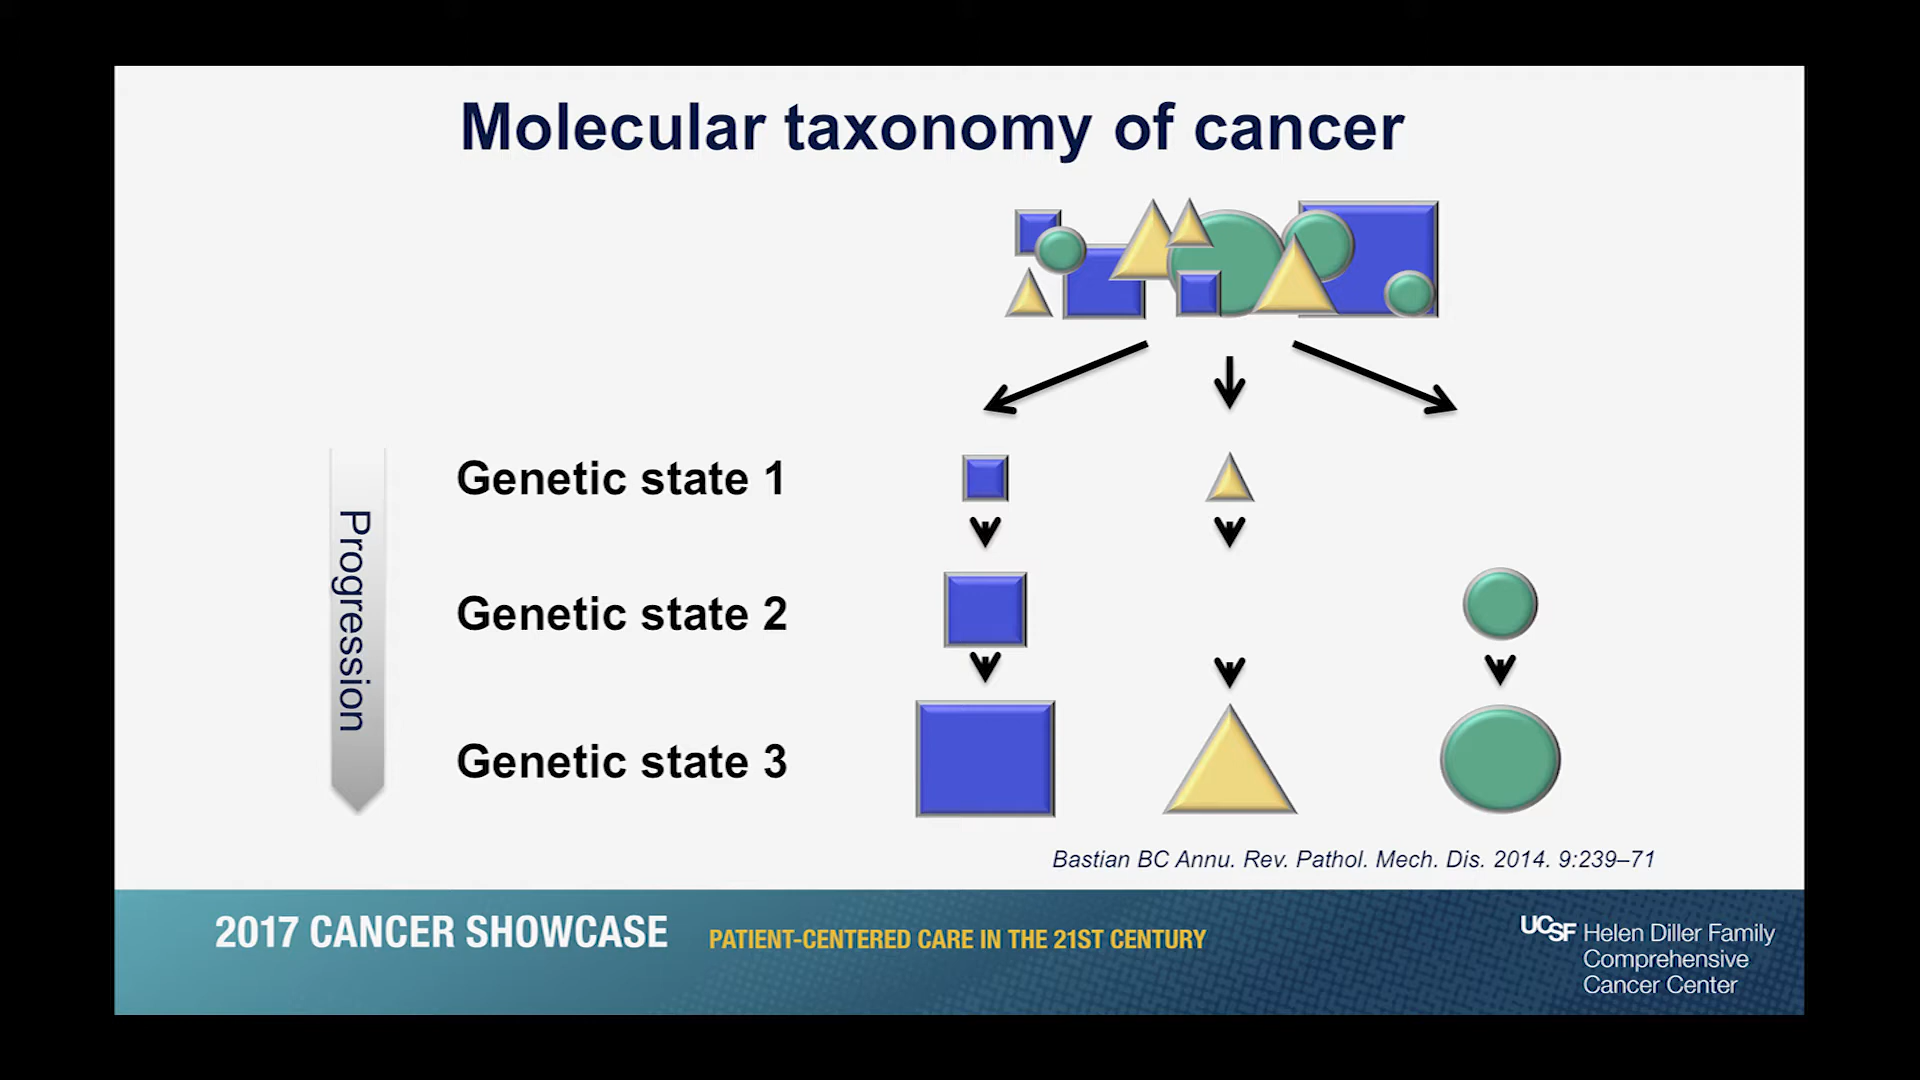 Molecular taxonomy of cancer
Progression
Genetic state 1
Genetic state 2
Genetic state 3
Bastian BC Annu. Rev. Pathol. Mech. Dis. 2014. 9:239–71
2017 CANCER SHOWCASE
PATIENT-CENTERED CARE IN THE 21ST CENTURY
UCSF Helen Diller Family
Comprehensive
Cancer Center